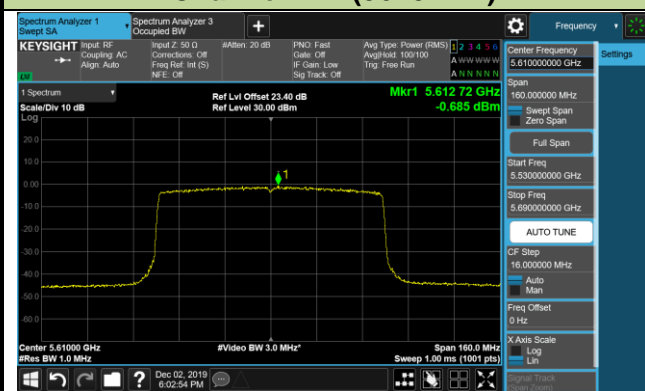 Spectrum Analyzer 1
Swept SA
Spectrum Analyzer 3
Occupied BW
+
Frequency
KEYSIGHT
Input: RF
Coupling: AC
Align: Auto
Input Z: 50 Ω
Corrections: Off
Freq Ref: Int (S)
NFE: Off
#Atten: 20 dB
PNO: Fast
Gate: Off
IF Gain: Low
Sig Track: Off
Avg Type: Power (RMS)
Avg|Hold: 100/100
Trig: Free Run
1 2 3 4 5 6
A W W W W W
A N N N N N
Center Frequency
5.610000000 GHz
Settings
Span
160.000000 MHz
Swept Span
Zero Span
Full Span
Start Freq
5.530000000 GHz
Stop Freq
5.690000000 GHz
AUTO TUNE
CF Step
16.000000 MHz
Auto
Man
Freq Offset
0 Hz
X Axis Scale
Log
Lin
Signal Track
(Span Zoom)
1 Spectrum
Scale/Div 10 dB
Log
Ref Lvl Offset 23.40 dB
Ref Level 30.00 dBm
Mkr1 5.612 72 GHz
-0.685 dBm
1
20.0
10.0
0.00
-10.0
-20.0
-30.0
-40.0
-50.0
-60.0
Center 5.61000 GHz
#Res BW 1.0 MHz
#Video BW 3.0 MHz*
Span 160.0 MHz
Sweep 1.00 ms (1001 pts)
?
Dec 02, 2019
6:02:54 PM